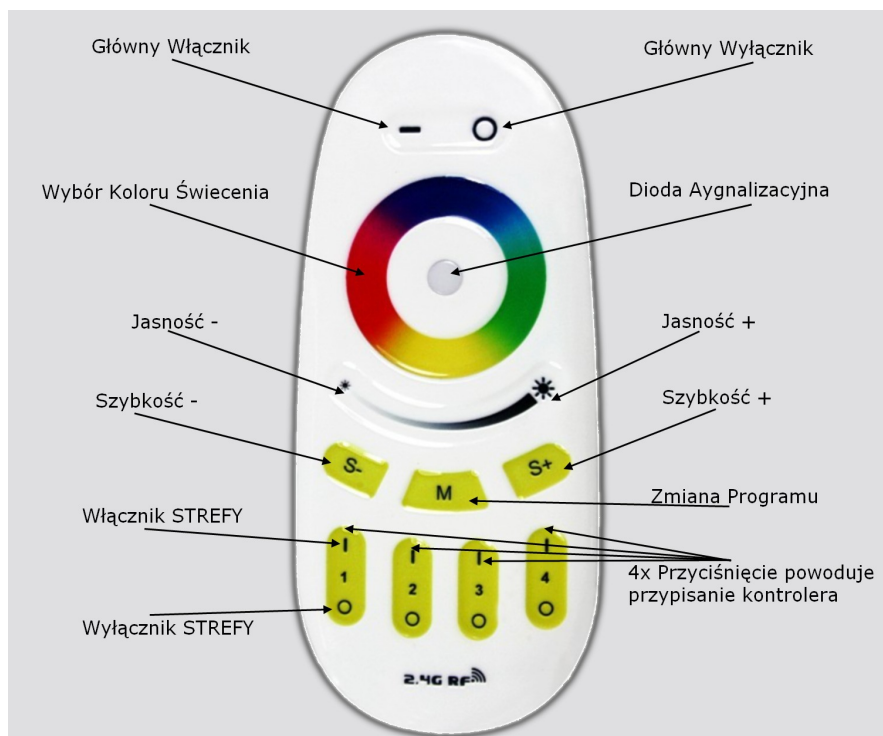 Główny Włącznik
Główny Wyłącznik
Wybór Koloru Świecenia
Dioda Aygnalizacyjna
Jasność -
Jasność +
Szybkość -
Szybkość +
S-
S+
M
Zmiana Programu
Włącznik STREFY
1
2
3
4
4x Przyciśnięcie powoduje
przypisanie kontrolera
Wyłącznik STREFY
2.4G RF